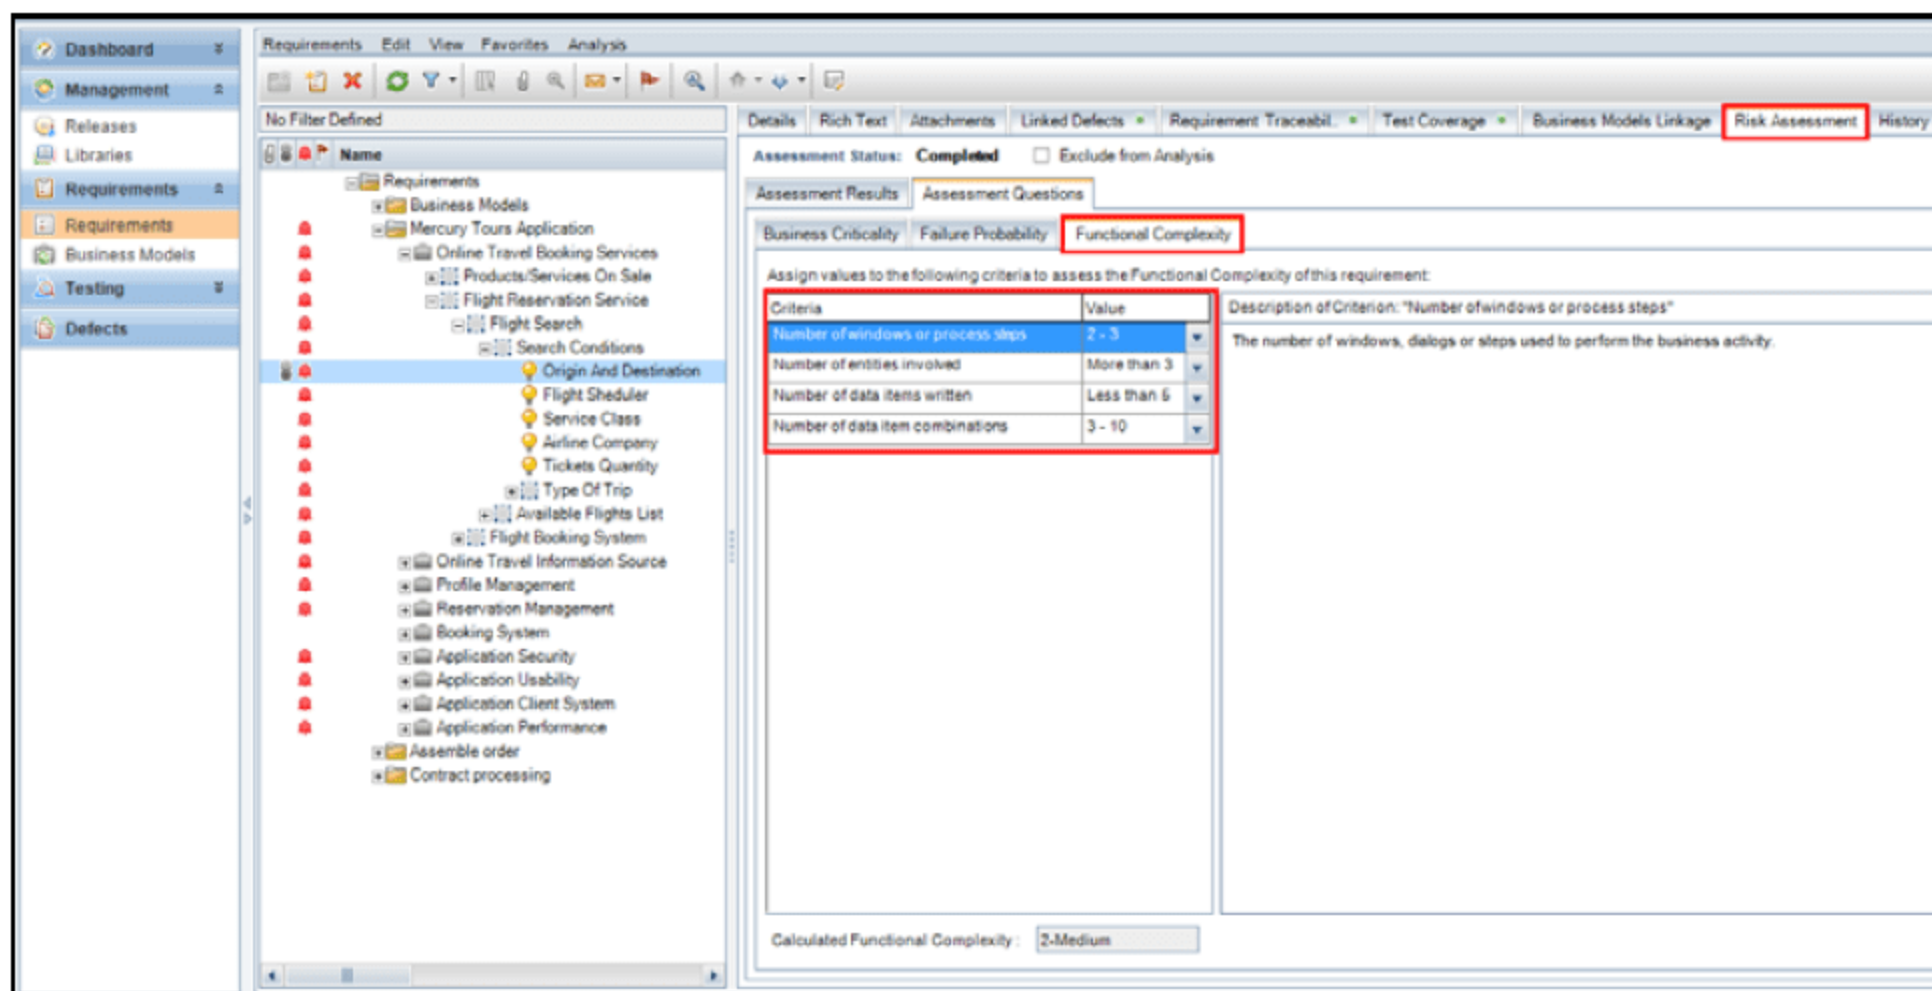 Dashboard
Management
Releases
Libraries
Requirements
Requirements
Business Models
Testing
Defects
Requirements Edit View Favorites Analysis
No Filter Defined
Name
Requirements
Business Models
Mercury Tours Application
Online Travel Booking Services
Products/Services On Sale
Flight Reservation Service
Flight Search
Search Conditions
Origin And Destination
Flight Sheduler
Service Class
Airline Company
Tickets Quantity
Type Of Trip
Available Flights List
Flight Booking System
Online Travel Information Source
Profile Management
Reservation Management
Booking System
Application Security
Application Usability
Application Client System
Application Performance
Assemble order
Contract processing
Details Rich Text Attachments Linked Defects Requirement Traceabil.. Test Coverage Business Models Linkage Risk Assessment History
Assessment Status: Completed Exclude from Analysis
Assessment Results Assessment Questions
Business Criticality Failure Probability Functional Complexity
Assign values to the following criteria to assess the Functional Complexity of this requirement:
Criteria Value
Number of windows or process steps 2 - 3
Number of entities involved More than 3
Number of data items written Less than 5
Number of data item combinations 3 - 10
Description of Criterion: "Number of windows or process steps"
The number of windows, dialogs or steps used to perform the business activity.
Calculated Functional Complexity : 2-Medium